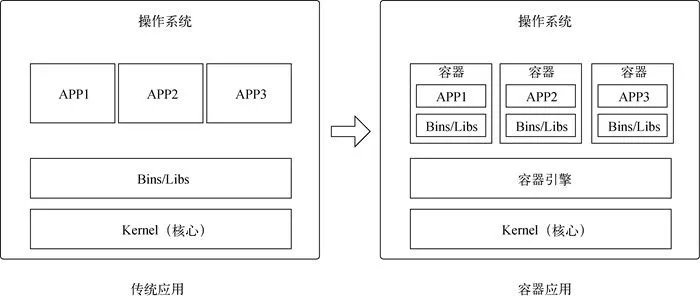 操作系统
APP1 APP2 APP3
Bins/Libs
Kernel（核心）
传统应用
操作系统
容器 容器 容器
APP1 APP2 APP3
Bins/Libs Bins/Libs Bins/Libs
容器引擎
Kernel（核心）
容器应用